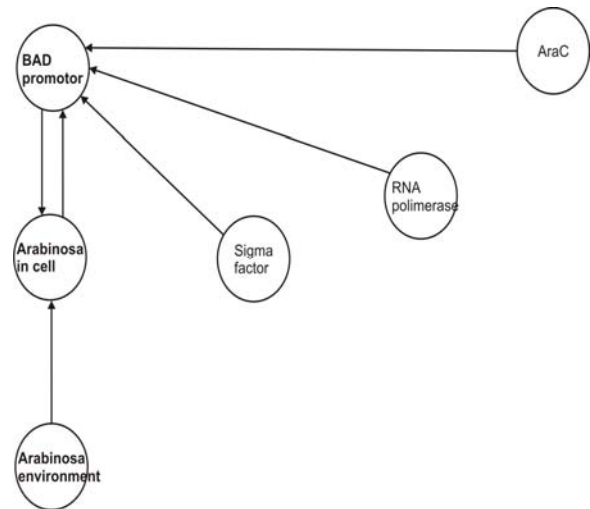 BAD
promotor
AraC
RNA
polimerase
Arabinosa
in cell
Sigma
factor
Arabinosa
environment